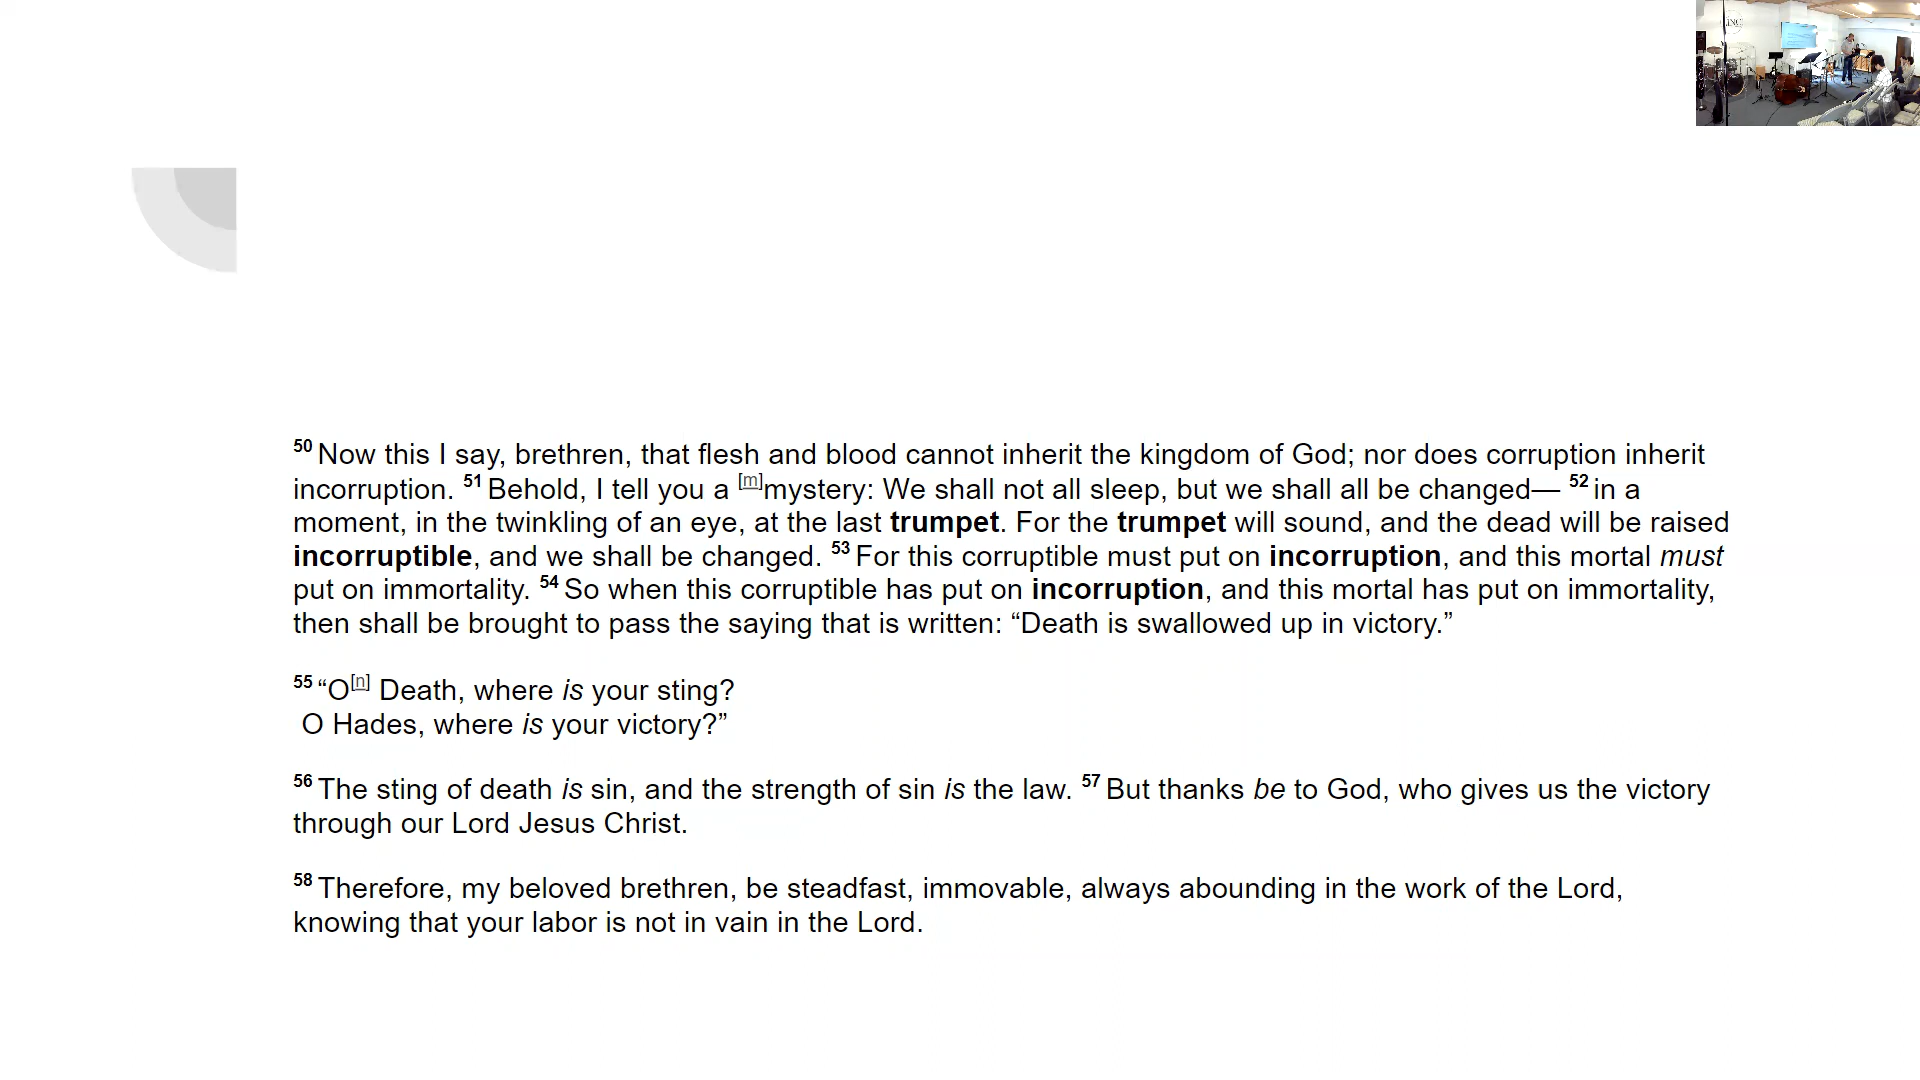 50 Now this I say, brethren, that flesh and blood cannot inherit the kingdom of God; nor does corruption inherit
incorruption. 51 Behold, I tell you a [m]mystery: We shall not all sleep, but we shall all be changed— 52 in a
moment, in the twinkling of an eye, at the last trumpet. For the trumpet will sound, and the dead will be raised
incorruptible, and we shall be changed. 53 For this corruptible must put on incorruption, and this mortal must
put on immortality. 54 So when this corruptible has put on incorruption, and this mortal has put on immortality,
then shall be brought to pass the saying that is written: “Death is swallowed up in victory.”
55 “O[n] Death, where is your sting?
O Hades, where is your victory?”
56 The sting of death is sin, and the strength of sin is the law. 57 But thanks be to God, who gives us the victory
through our Lord Jesus Christ.
58 Therefore, my beloved brethren, be steadfast, immovable, always abounding in the work of the Lord,
knowing that your labor is not in vain in the Lord.